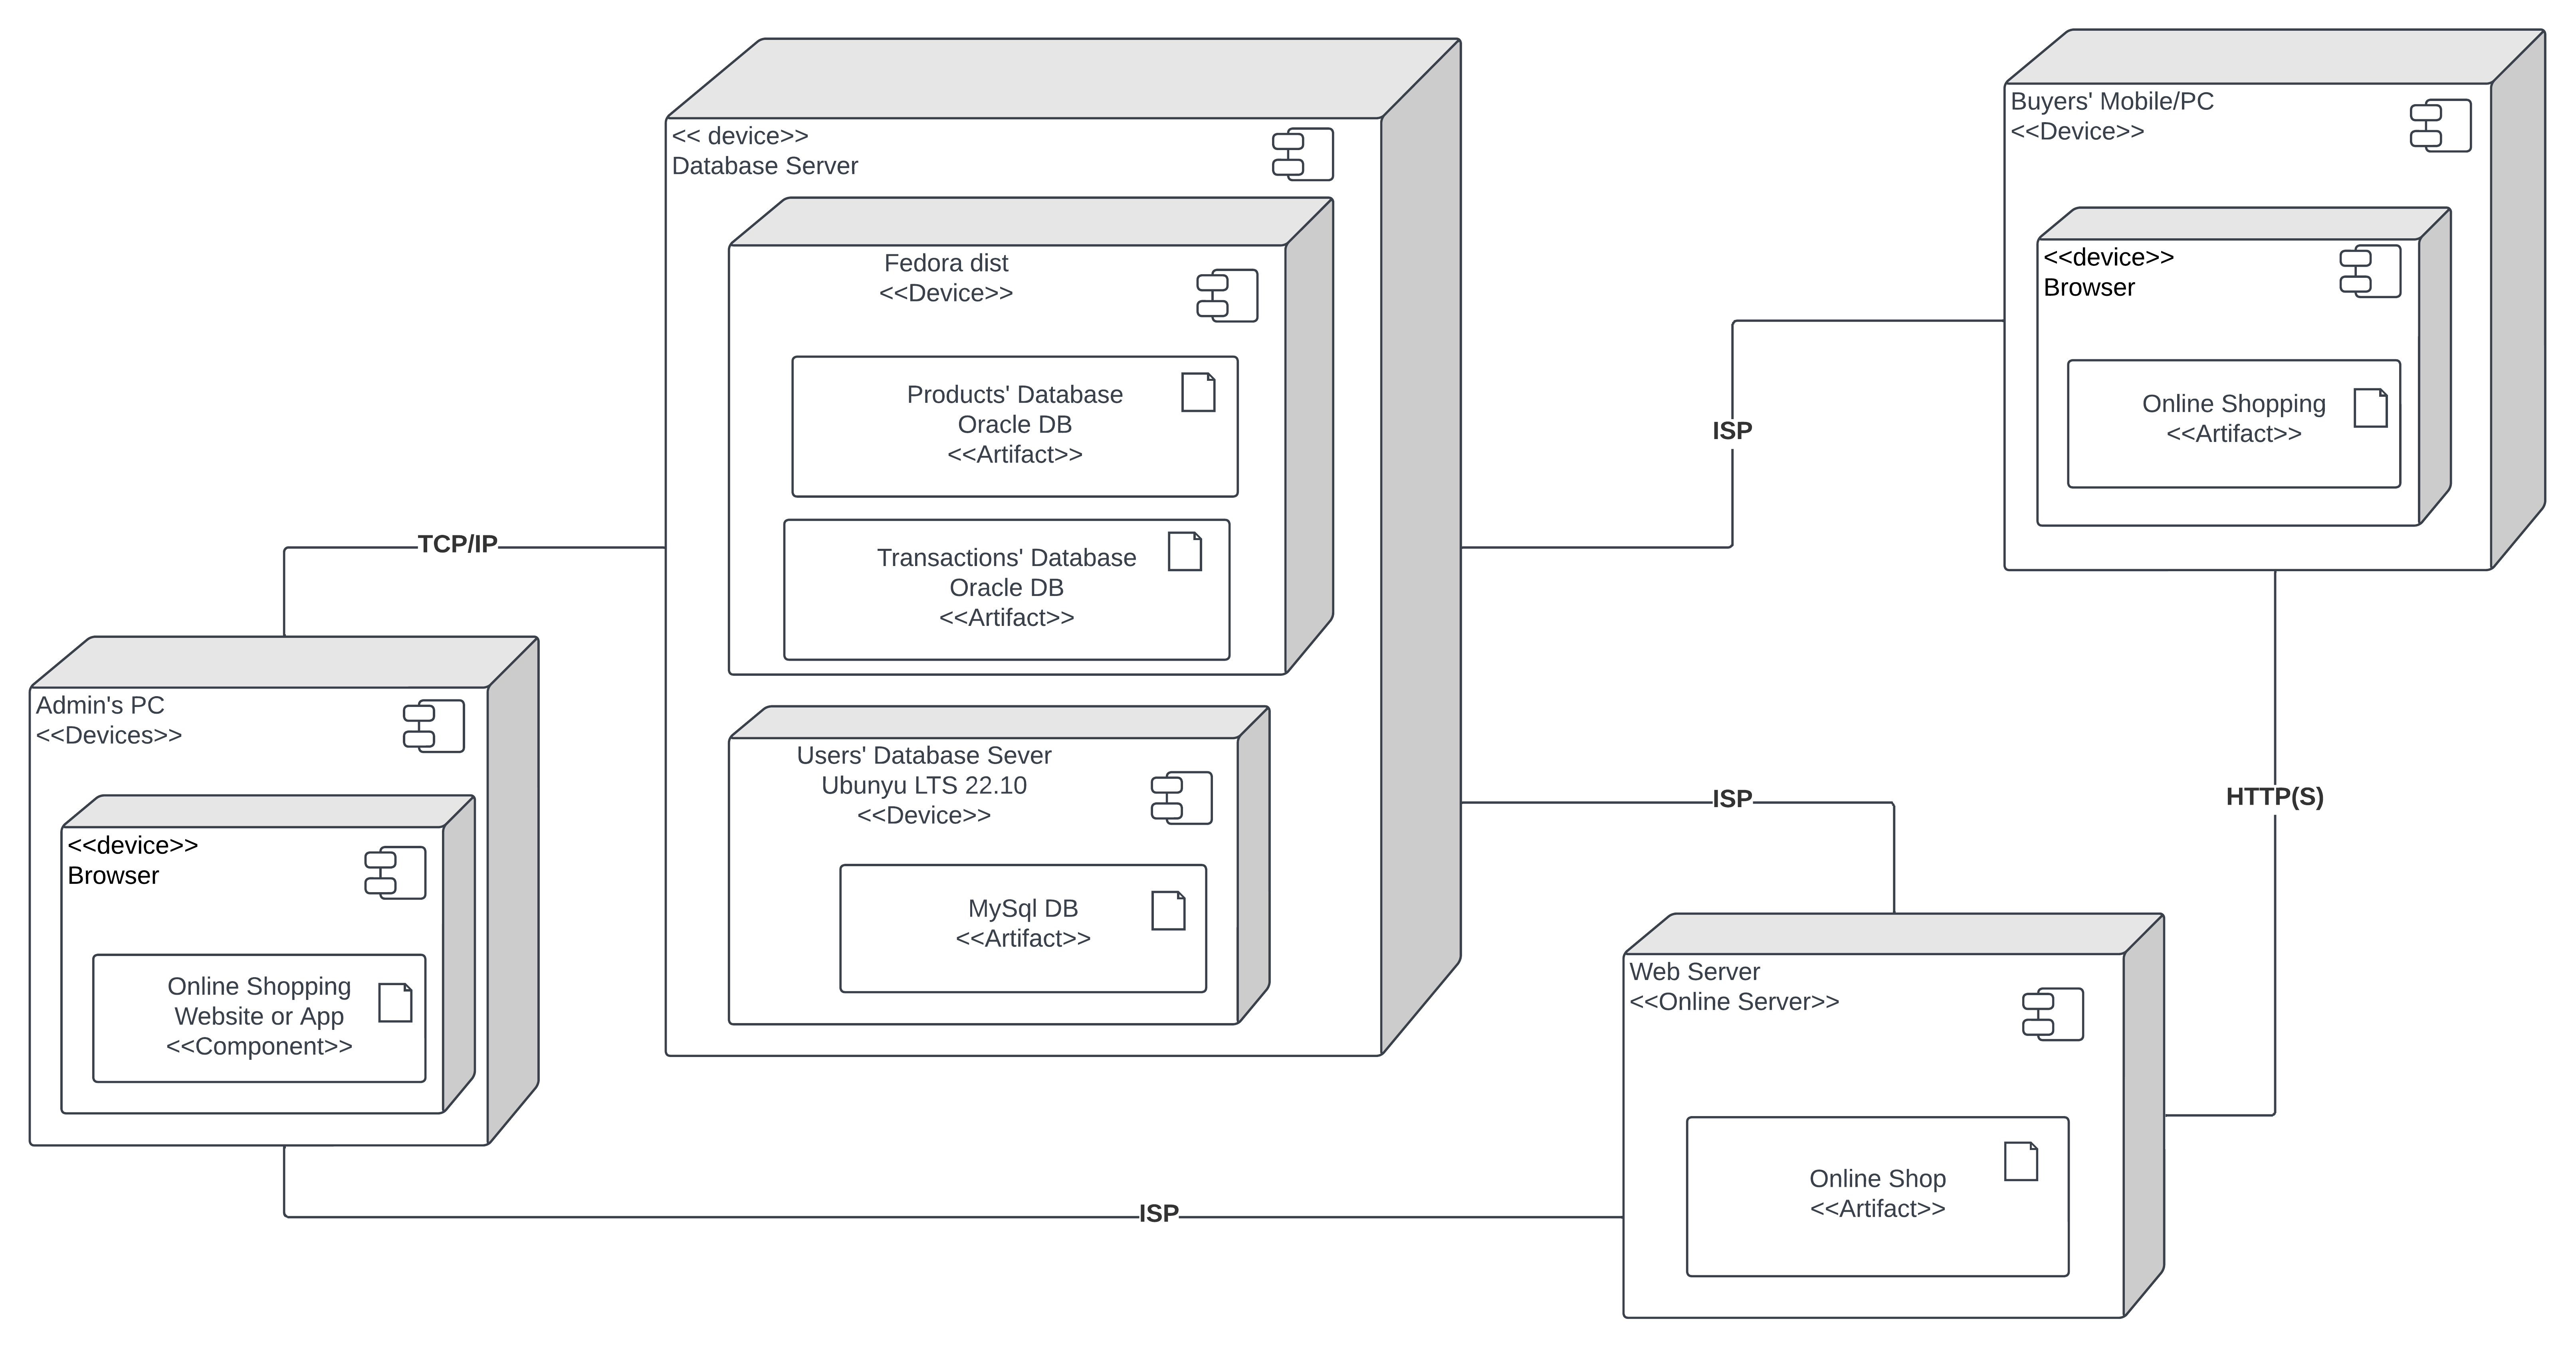 << device>>
Database Server
Fedora dist
<<Device>>
Products' Database
Oracle DB
<<Artifact>>
Transactions' Database
Oracle DB
<<Artifact>>
Users' Database Sever
Ubunyu LTS 22.10
<<Device>>
MySql DB
<<Artifact>>
Buyers' Mobile/PC
<<Device>>
<<device>>
Browser
Online Shopping
<<Artifact>>
ISP
TCP/IP
Admin's PC
<<Devices>>
<<device>>
Browser
Online Shopping
Website or App
<<Component>>
ISP
HTTP(S)
Web Server
<<Online Server>>
Online Shop
<<Artifact>>
ISP